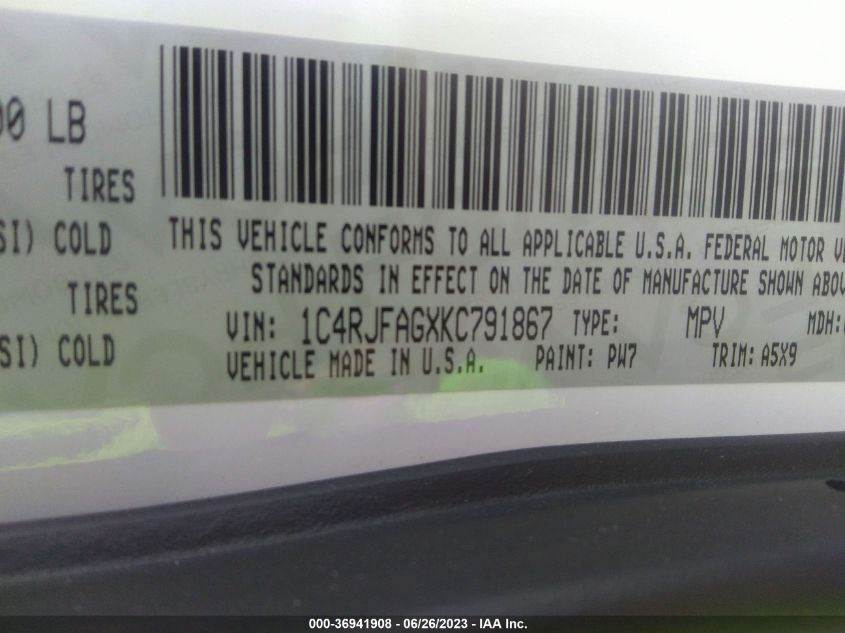 00 LB
TIRES
SI) COLD
TIRES
SI) COLD
THIS VEHICLE CONFORMS TO ALL APPLICABLE U.S.A. FEDERAL MOTOR
STANDARDS IN EFFECT ON THE DATE OF MANUFACTURE SHOWN ABOV
VIN: 1C4RJFAGXKC791867 TYPE: MPV MDH:
VEHICLE MADE IN U.S.A. PAINT: PW7 TRIM: A5X9
000-36941908 - 06/26/2023 - IAA Inc.